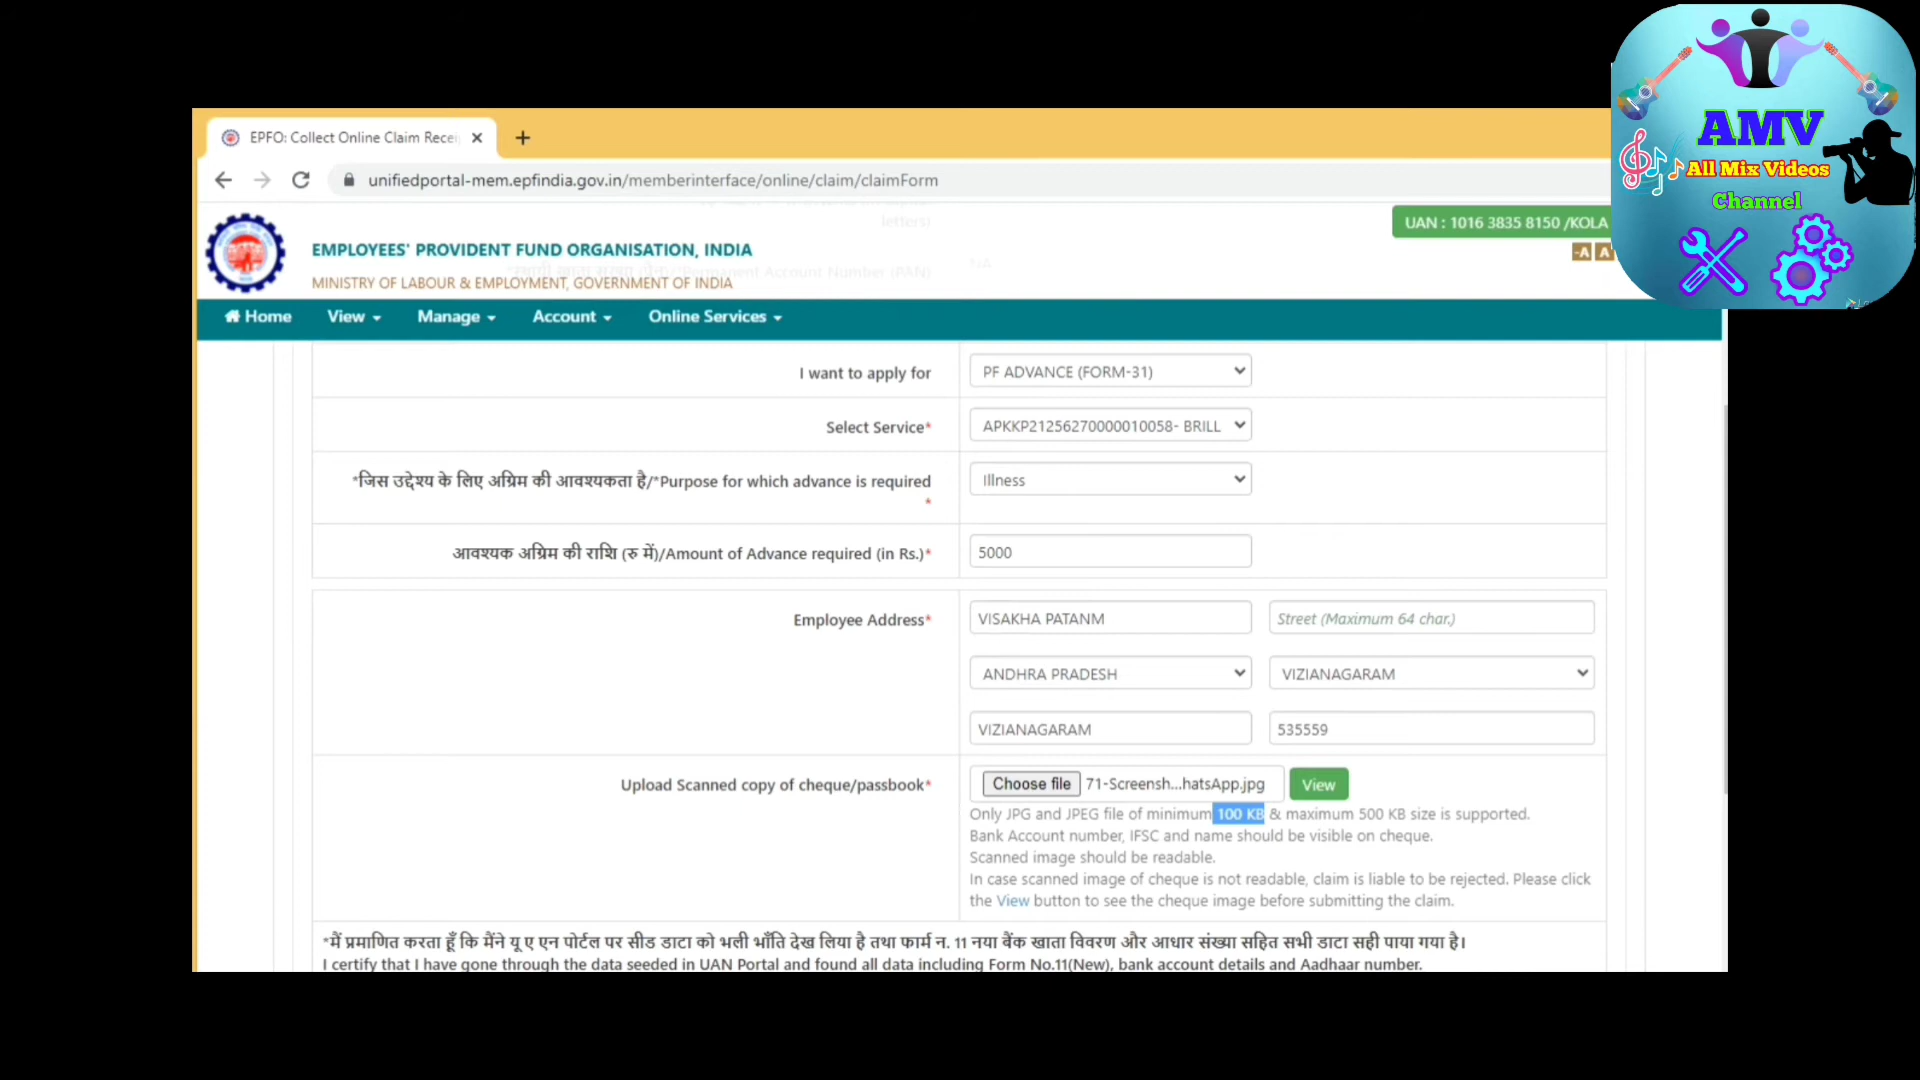 AMV
All Mix Videos
Channel
EPFO: Collect Online Claim Recei
unifiedportal-mem.epfindia.gov.in/memberinterface/online/claim/claimForm
letters)
UAN : 1016 3835 8150 /KOLA
EMPLOYEES' PROVIDENT FUND ORGANISATION, INDIA
-A A
*स्थायी खाता संख्या (पैन)/*Permanent Account Number (PAN) NA
MINISTRY OF LABOUR & EMPLOYMENT, GOVERNMENT OF INDIA
Home View Manage Account Online Services
I want to apply for PF ADVANCE (FORM-31)
Select Service* APKKP21256270000010058- BRILL
*जिस उद्देश्य के लिए अग्रिम की आवश्यकता है/*Purpose for which advance is required Illness
*
आवश्यक अग्रिम की राशि (रु में)/Amount of Advance required (in Rs.)* 5000
Employee Address* VISAKHA PATANM Street (Maximum 64 char.)
ANDHRA PRADESH VIZIANAGARAM
VIZIANAGARAM 535559
Upload Scanned copy of cheque/passbook* Choose file 71-Screensh...hatsApp.jpg View
Only JPG and JPEG file of minimum 100 KB & maximum 500 KB size is supported.
Bank Account number, IFSC and name should be visible on cheque.
Scanned image should be readable.
In case scanned image of cheque is not readable, claim is liable to be rejected. Please click
the View button to see the cheque image before submitting the claim.
*मैं प्रमाणित करता हूँ कि मैंने यू ए एन पोर्टल पर सीड डाटा को भली भाँति देख लिया है तथा फार्म न. 11 नया बैंक खाता विवरण और आधार संख्या सहित सभी डाटा सही पाया गया है।
I certify that I have gone through the data seeded in UAN Portal and found all data including Form No.11(New), bank account details and Aadhaar number.